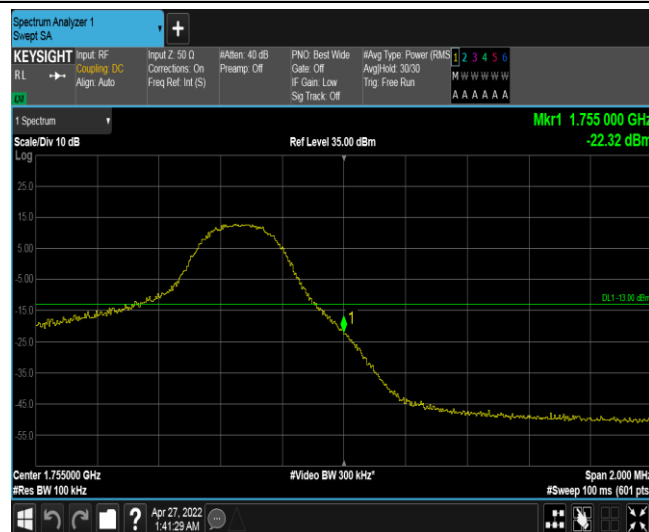 Spectrum Analyzer 1
Swept SA
KEYSIGHT
RL
Input: RF
Coupling: DC
Align: Auto
Input Z: 50 Ω
Corrections: On
Freq Ref: Int (S)
#Atten: 40 dB
Preamp: Off
PNO: Best Wide
Gate: Off
IF Gain: Low
Sig Track: Off
#Avg Type: Power (RMS
Avg|Hold: 30/30
Trig: Free Run
1 2 3 4 5 6
M W W W W W
A A A A A A
1 Spectrum
Scale/Div 10 dB
Ref Level 35.00 dBm
Mkr1 1.755 000 GHz
-22.32 dBm
Log
25.0
15.0
5.00
-5.00
-15.0
-25.0
-35.0
-45.0
-55.0
DL1 -13.00 dBm
1
Center 1.755000 GHz
#Res BW 100 kHz
#Video BW 300 kHz*
Span 2.000 MHz
#Sweep 100 ms (601 pts)
?
Apr 27, 2022
1:41:29 AM